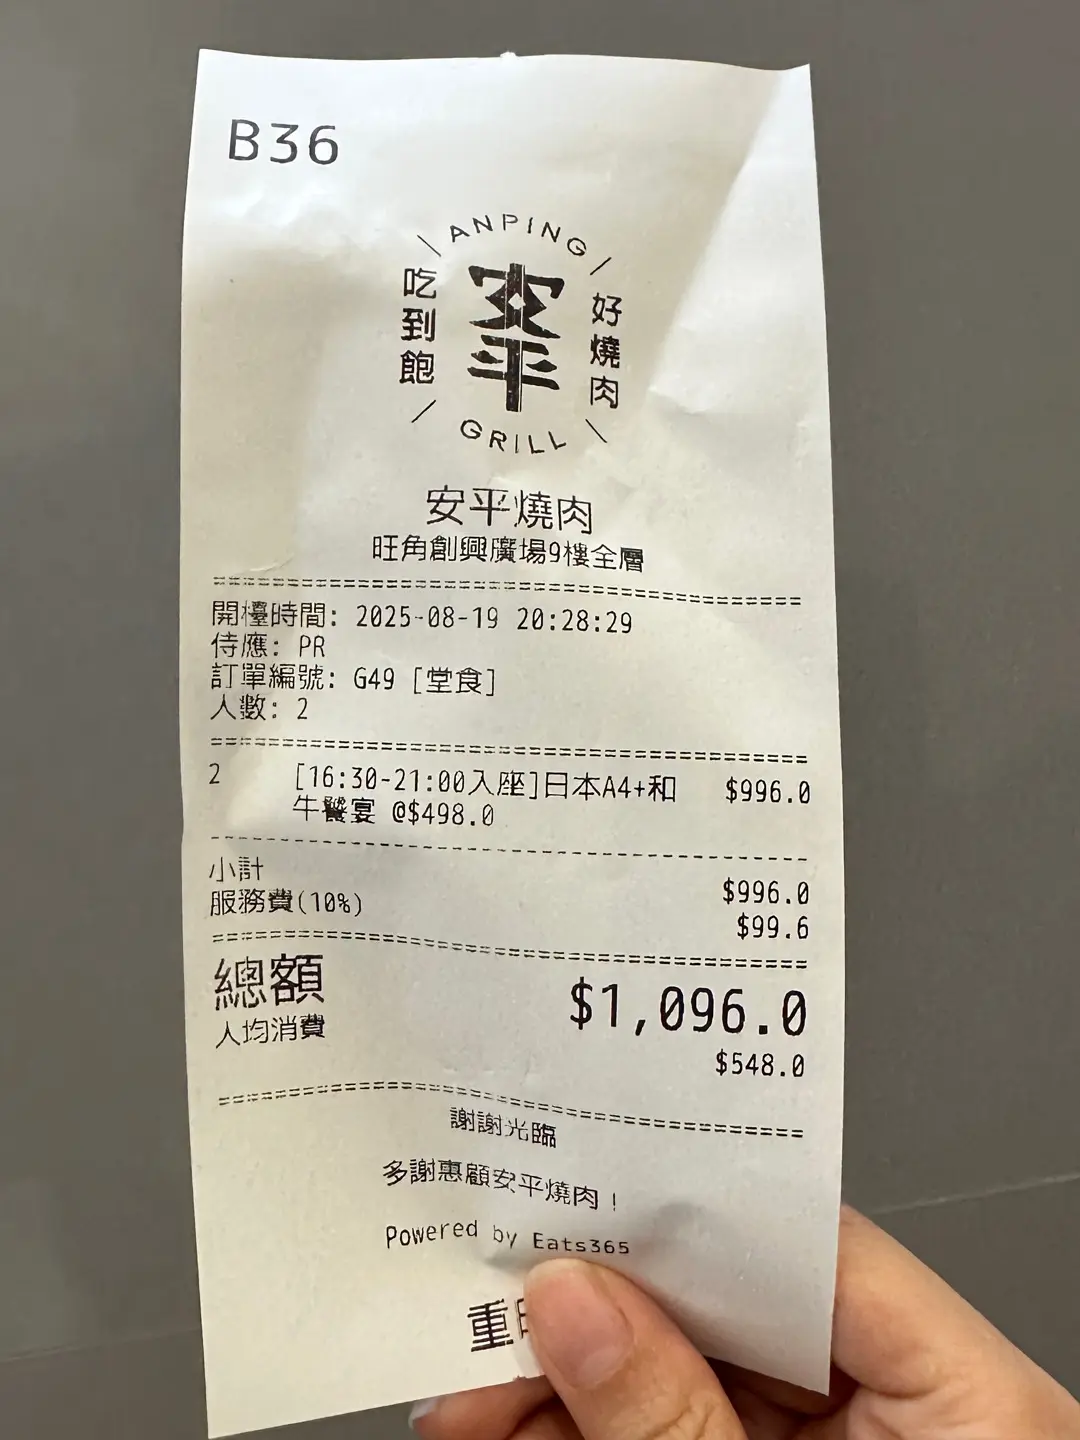 B36
ANPING
吃到飽
安平
好燒肉
GRILL
安平燒肉
旺角創興廣場9樓全層
開檯時間: 2025-08-19 20:28:29
侍應: PR
訂單編號: G49 [堂食]
人數: 2
2 [16:30-21:00入座]日本A4+和 $996.0
牛饗宴 @$498.0
小計 $996.0
服務費(10%) $99.6
總額 $1,096.0
人均消費 $548.0
謝謝光臨
多謝惠顧安平燒肉!
Powered by Eats365
重